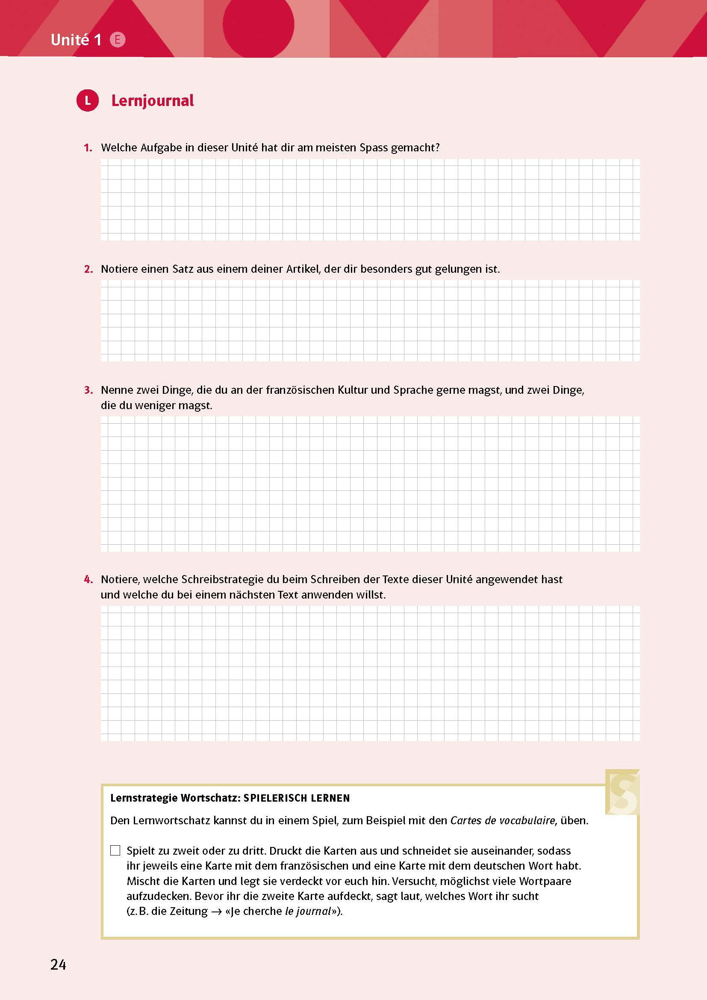 Unité 1 E
L Lernjournal
1. Welche Aufgabe in dieser Unité hat dir am meisten Spass gemacht?
2. Notiere einen Satz aus einem deiner Artikel, der dir besonders gut gelungen ist.
3. Nenne zwei Dinge, die du an der französischen Kultur und Sprache gerne magst, und zwei Dinge,
die du weniger magst.
4. Notiere, welche Schreibstrategie du beim Schreiben der Texte dieser Unité angewendet hast
und welche du bei einem nächsten Text anwenden willst.
S
Lernstrategie Wortschatz: SPIELERISCH LERNEN
Den Lernwortschatz kannst du in einem Spiel, zum Beispiel mit den Cartes de vocabulaire, üben.
Spielt zu zweit oder zu dritt. Druckt die Karten aus und schneidet sie auseinander, sodass
ihr jeweils eine Karte mit dem französischen und eine Karte mit dem deutschen Wort habt.
Mischt die Karten und legt sie verdeckt vor euch hin. Versucht, möglichst viele Wortpaare
aufzudecken. Bevor ihr die zweite Karte aufdeckt, sagt laut, welches Wort ihr sucht
(z. B. die Zeitung → «Je cherche le journal»).
24